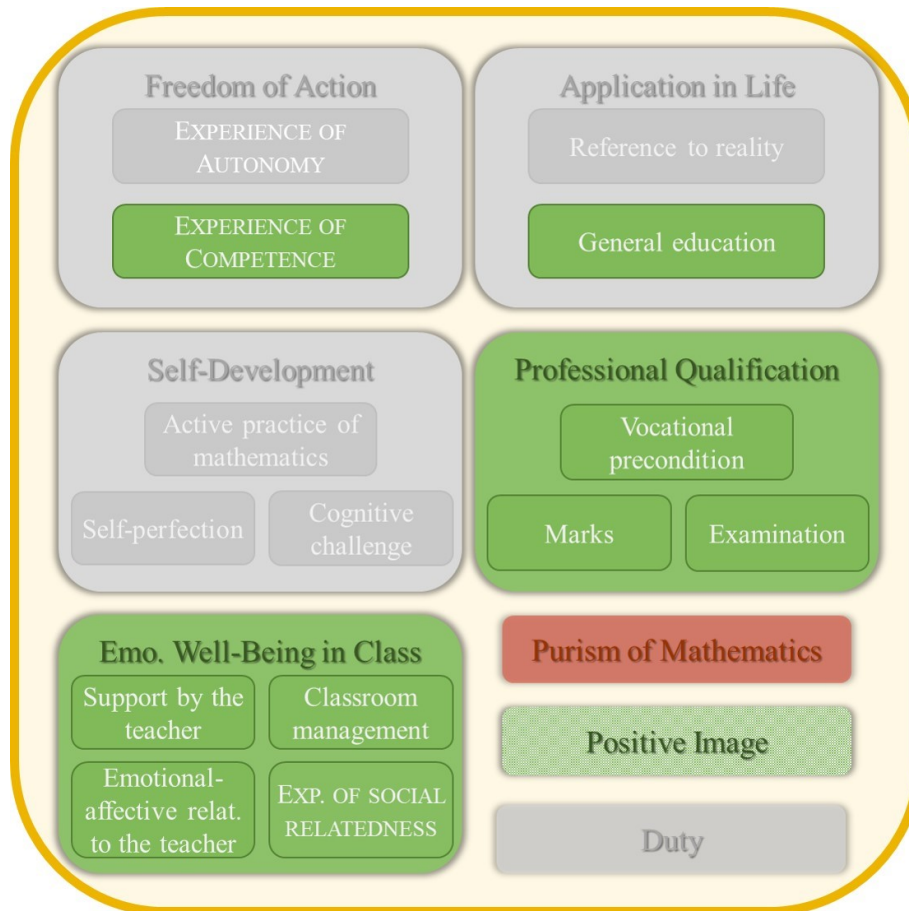 Freedom of Action
EXPERIENCE OF
AUTONOMY
EXPERIENCE OF
COMPETENCE
Application in Life
Reference to reality
General education
Self-Development
Active practice of
mathematics
Self-perfection
Cognitive
challenge
Professional Qualification
Vocational
precondition
Marks
Examination
Emo. Well-Being in Class
Support by the
teacher
Classroom
management
Emotional-
affective relat.
to the teacher
EXP. OF SOCIAL
RELATEDNESS
Purism of Mathematics
Positive Image
Duty